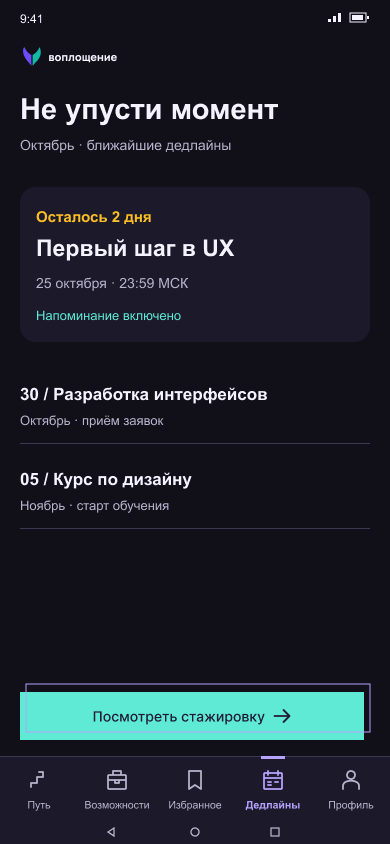 9:41
воплощение
Не упусти момент
Октябрь · ближайшие дедлайны
Осталось 2 дня
Первый шаг в UX
25 октября · 23:59 МСК
Напоминание включено
30 / Разработка интерфейсов
Октябрь · приём заявок
05 / Курс по дизайну
Ноябрь · старт обучения
Посмотреть стажировку →
Путь Возможности Избранное Дедлайны Профиль